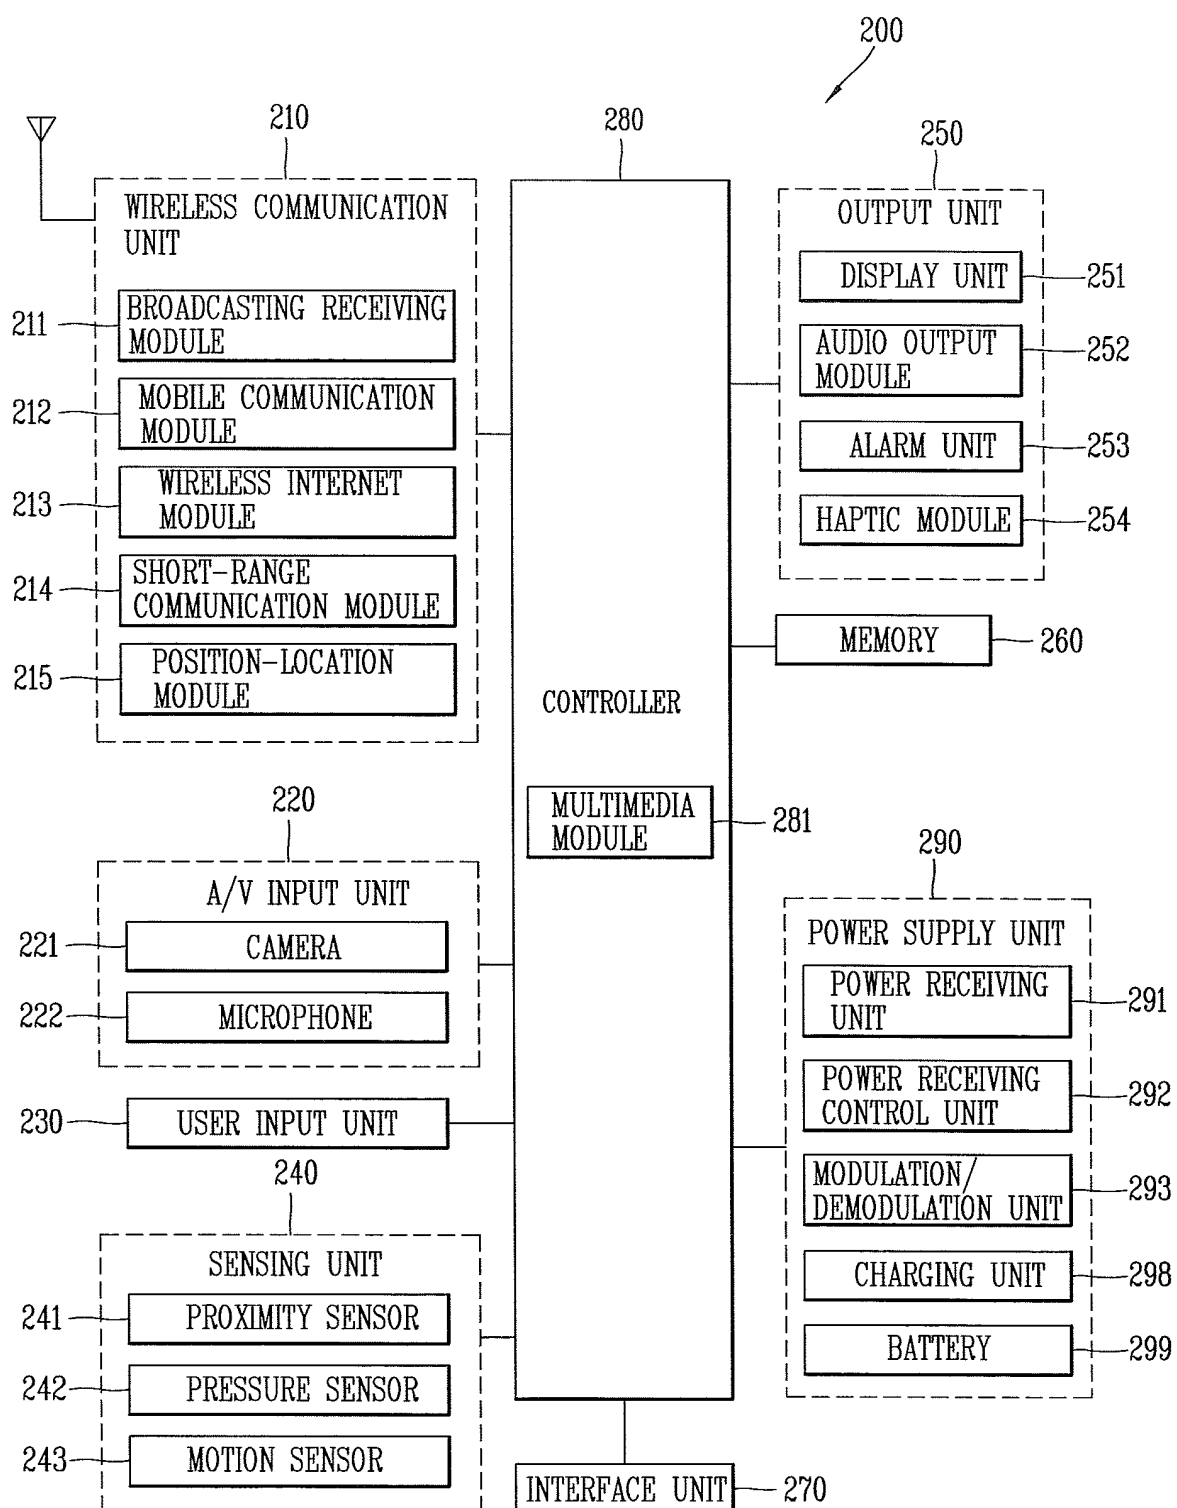 200
210
WIRELESS COMMUNICATION
UNIT
211
BROADCASTING RECEIVING
MODULE
212
MOBILE COMMUNICATION
MODULE
213
WIRELESS INTERNET
MODULE
214
SHORT-RANGE
COMMUNICATION MODULE
215
POSITION-LOCATION
MODULE
220
A/V INPUT UNIT
221
CAMERA
222
MICROPHONE
230
USER INPUT UNIT
240
SENSING UNIT
241
PROXIMITY SENSOR
242
PRESSURE SENSOR
243
MOTION SENSOR
280
CONTROLLER
MULTIMEDIA
MODULE
281
250
OUTPUT UNIT
DISPLAY UNIT
251
AUDIO OUTPUT
MODULE
252
ALARM UNIT
253
HAPTIC MODULE
254
MEMORY
260
290
POWER SUPPLY UNIT
POWER RECEIVING
UNIT
291
POWER RECEIVING
CONTROL UNIT
292
MODULATION/
DEMODULATION UNIT
293
CHARGING UNIT
298
BATTERY
299
INTERFACE UNIT
270